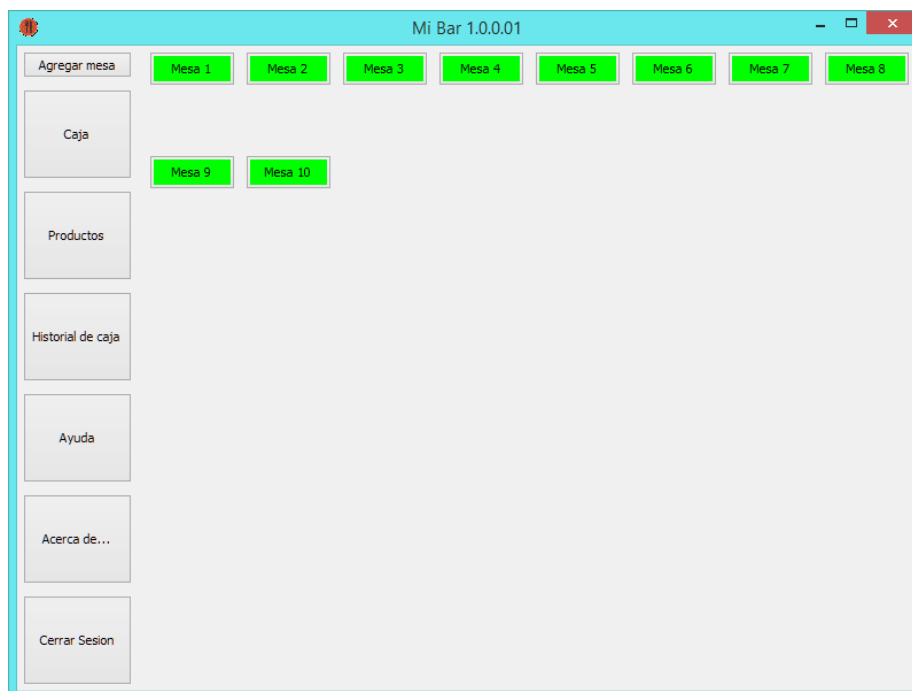 Mi Bar 1.0.0.01
Agregar mesa
Mesa 1 Mesa 2 Mesa 3 Mesa 4 Mesa 5 Mesa 6 Mesa 7 Mesa 8
Caja
Mesa 9 Mesa 10
Productos
Historial de caja
Ayuda
Acerca de...
Cerrar Sesion